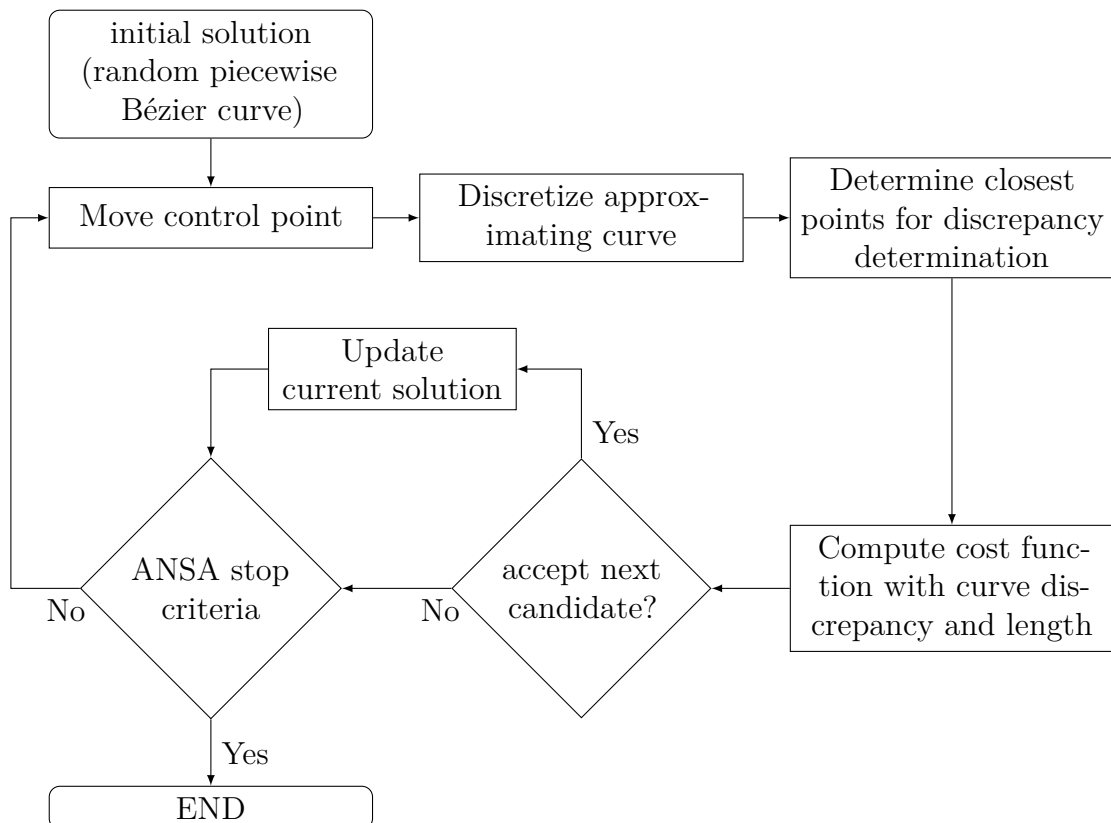 initial solution
(random piecewise
Bézier curve)
Move control point
Discretize approx-
imating curve
Determine closest
points for discrepancy
determination
Update
current solution
Yes
ANSA stop
criteria
No
accept next
candidate?
No
Compute cost func-
tion with curve dis-
crepancy and length
Yes
END